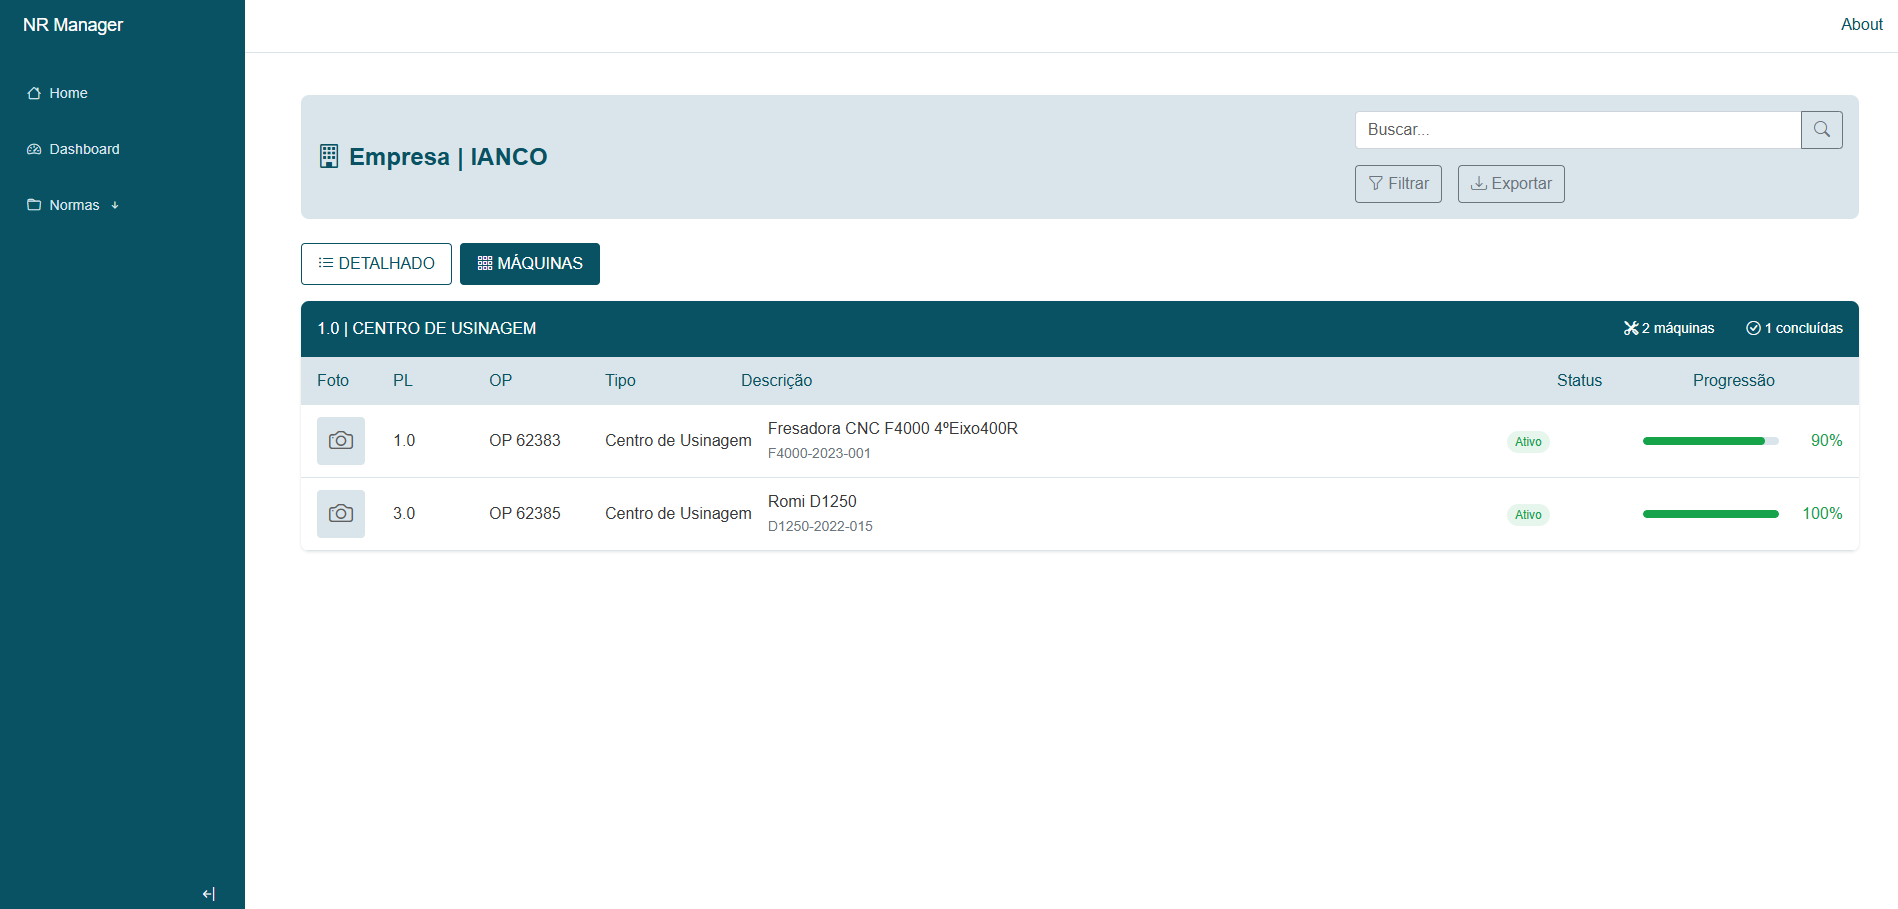 NR Manager
About
Home
Dashboard
Normas
Empresa | IANCO
Buscar...
Filtrar
Exportar
DETALHADO
MÁQUINAS
1.0 | CENTRO DE USINAGEM
2 máquinas
1 concluídas
Foto PL OP Tipo Descrição Status Progressão
1.0 OP 62383 Centro de Usinagem Fresadora CNC F4000 4ºEixo400R Ativo 90%
F4000-2023-001
3.0 OP 62385 Centro de Usinagem Romi D1250 Ativo 100%
D1250-2022-015